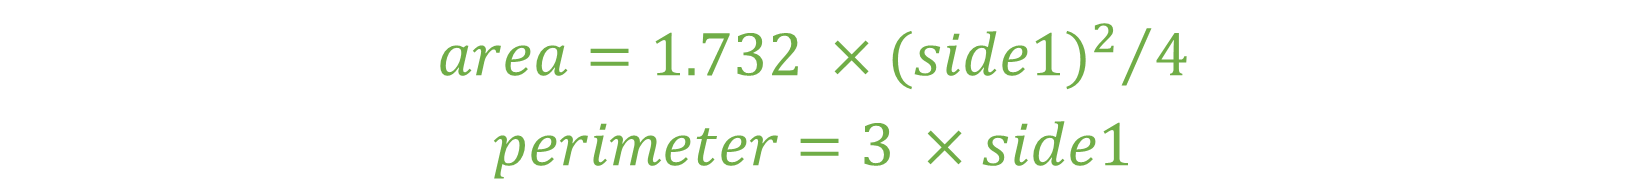 area = 1.732 × (side1)²/4
perimeter = 3 × side1